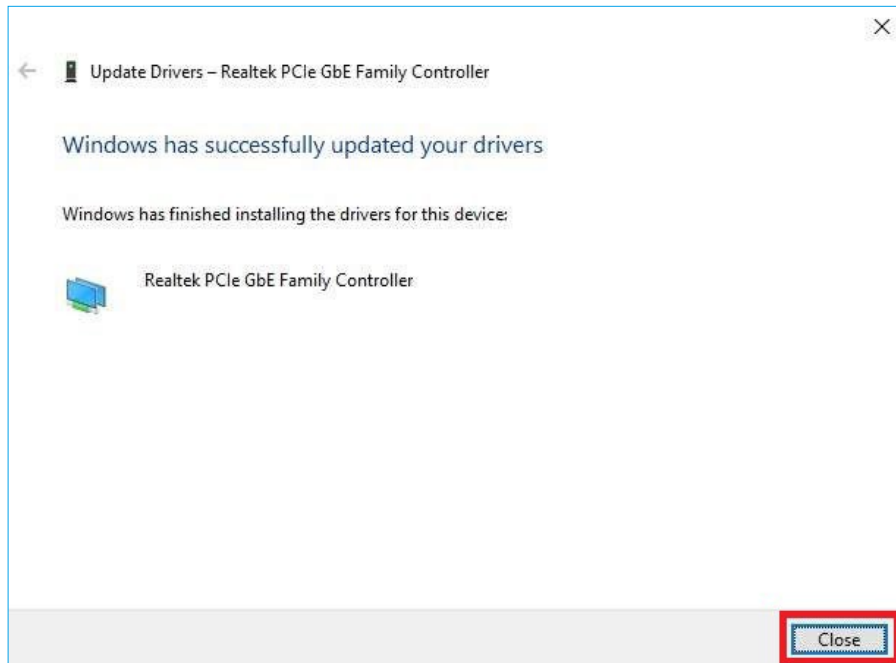 Update Drivers – Realtek PCIe GbE Family Controller
Windows has successfully updated your drivers
Windows has finished installing the drivers for this device:
Realtek PCIe GbE Family Controller
Close